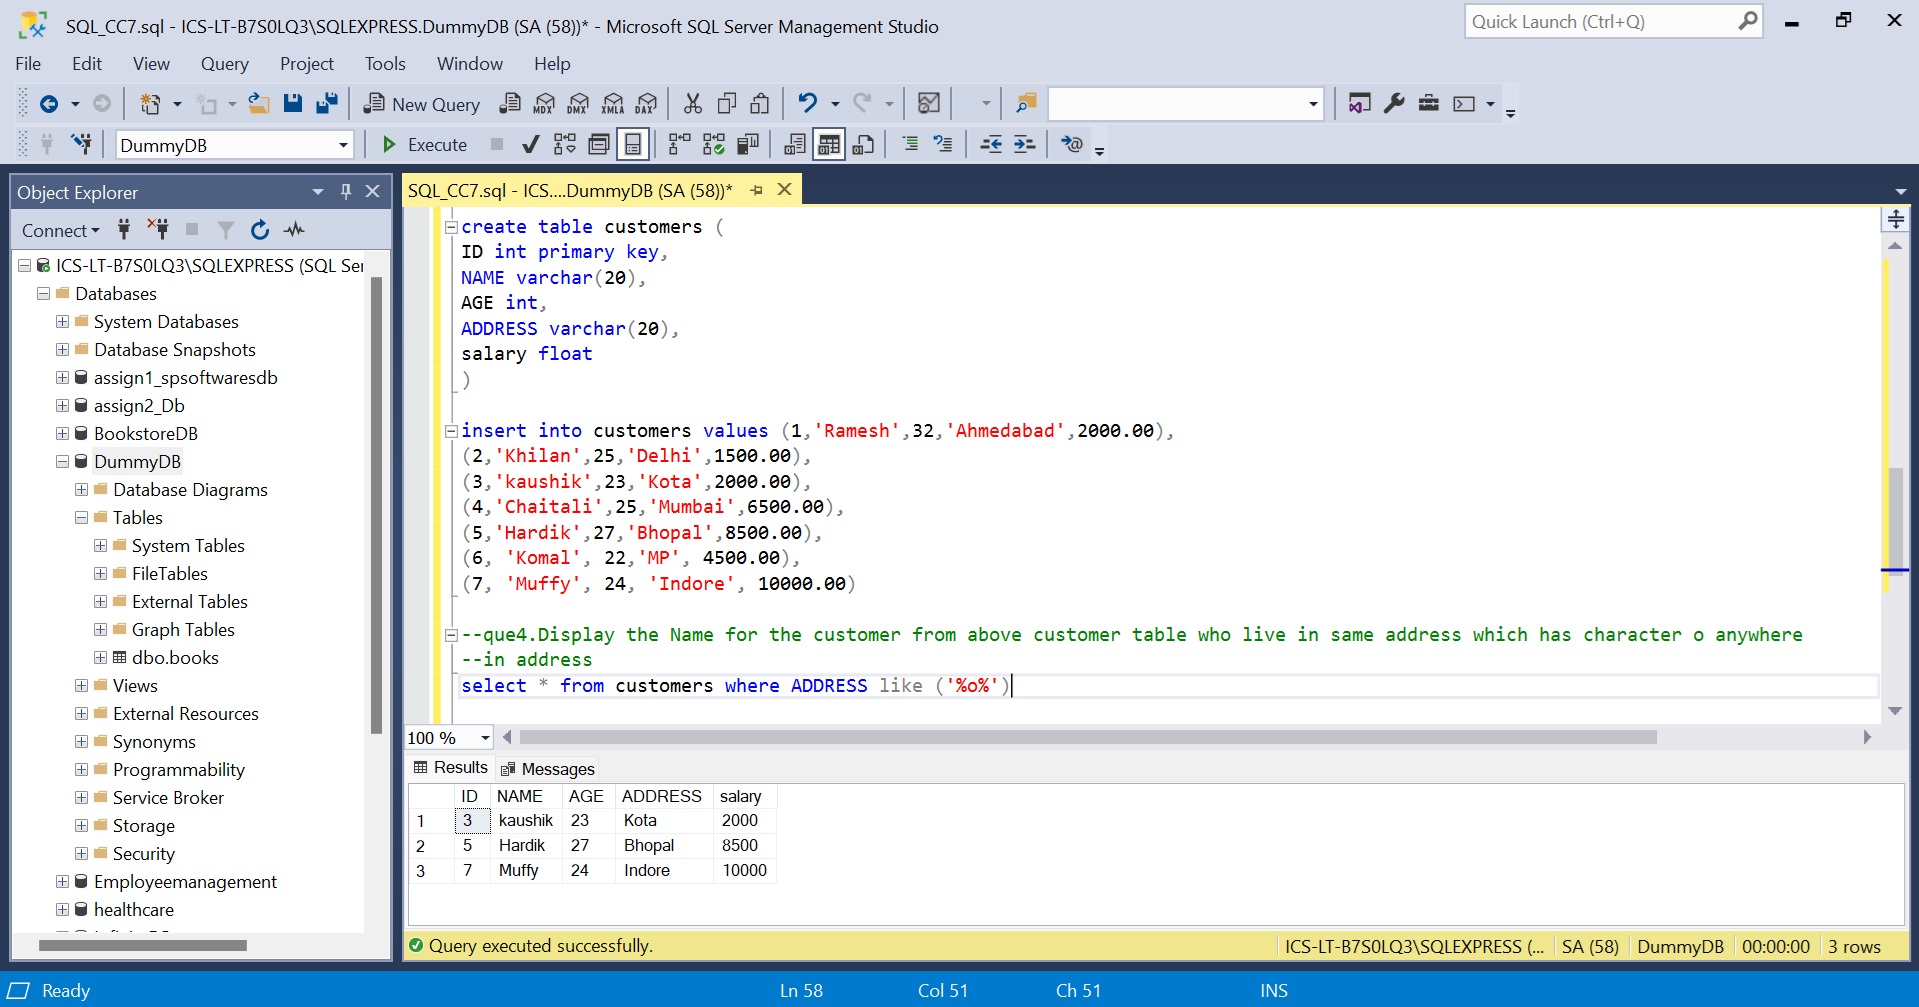 SQL_CC7.sql - ICS-LT-B7S0LQ3\SQLEXPRESS.DummyDB (SA (58))* - Microsoft SQL Server Management Studio
Quick Launch (Ctrl+Q)
File Edit View Query Project Tools Window Help
New Query MDX DMX XMLA DAX
DummyDB Execute
Object Explorer
Connect
ICS-LT-B7S0LQ3\SQLEXPRESS (SQL Ser
Databases
System Databases
Database Snapshots
assign1_spsoftwaresdb
assign2_Db
BookstoreDB
DummyDB
Database Diagrams
Tables
System Tables
FileTables
External Tables
Graph Tables
dbo.books
Views
External Resources
Synonyms
Programmability
Service Broker
Storage
Security
Employeemanagement
healthcare
SQL_CC7.sql - ICS....DummyDB (SA (58))*
create table customers (
ID int primary key,
NAME varchar(20),
AGE int,
ADDRESS varchar(20),
salary float
)
insert into customers values (1,'Ramesh',32,'Ahmedabad',2000.00),
(2,'Khilan',25,'Delhi',1500.00),
(3,'kaushik',23,'Kota',2000.00),
(4,'Chaitali',25,'Mumbai',6500.00),
(5,'Hardik',27,'Bhopal',8500.00),
(6, 'Komal', 22,'MP', 4500.00),
(7, 'Muffy', 24, 'Indore', 10000.00)
--que4.Display the Name for the customer from above customer table who live in same address which has character o anywhere
--in address
select * from customers where ADDRESS like ('%o%')
100 %
Results Messages
ID NAME AGE ADDRESS salary
1 3 kaushik 23 Kota 2000
2 5 Hardik 27 Bhopal 8500
3 7 Muffy 24 Indore 10000
Query executed successfully. ICS-LT-B7S0LQ3\SQLEXPRESS (... SA (58) DummyDB 00:00:00 3 rows
Ready Ln 58 Col 51 Ch 51 INS